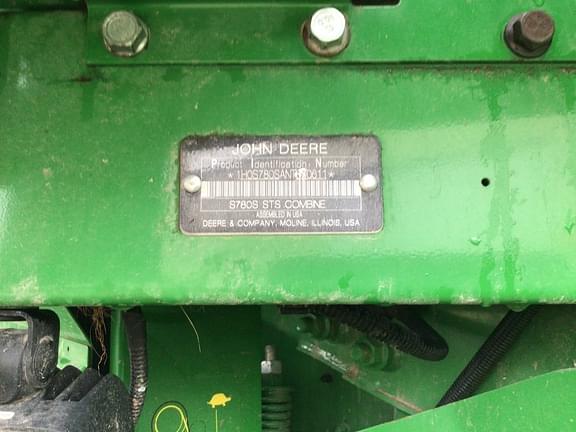 JOHN DEERE
Product Identification Number
S780S STS COMBINE
ASSEMBLED IN USA
DEERE & COMPANY, MOLINE, ILLINOIS, USA